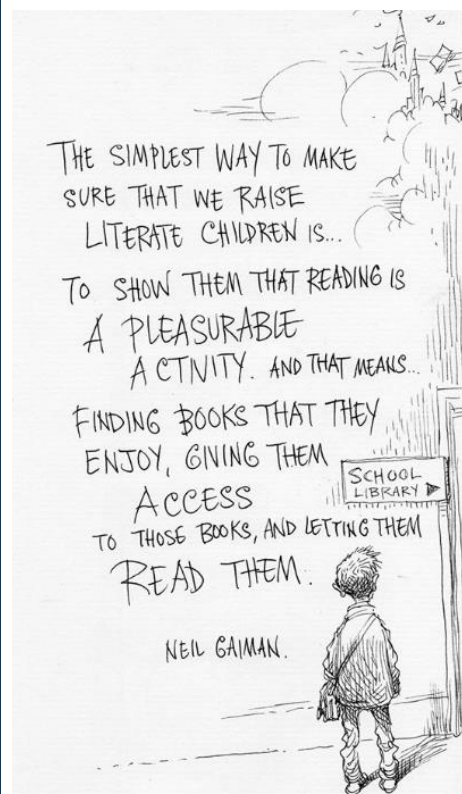 THE SIMPLEST WAY TO MAKE
SURE THAT WE RAISE
LITERATE CHILDREN IS...
TO SHOW THEM THAT READING IS
A PLEASURABLE
ACTIVITY. AND THAT MEANS...
FINDING BOOKS THAT THEY
ENJOY, GIVING THEM
ACCESS
TO THOSE BOOKS, AND LETTING THEM
READ THEM.
NEIL GAIMAN.
SCHOOL
LIBRARY